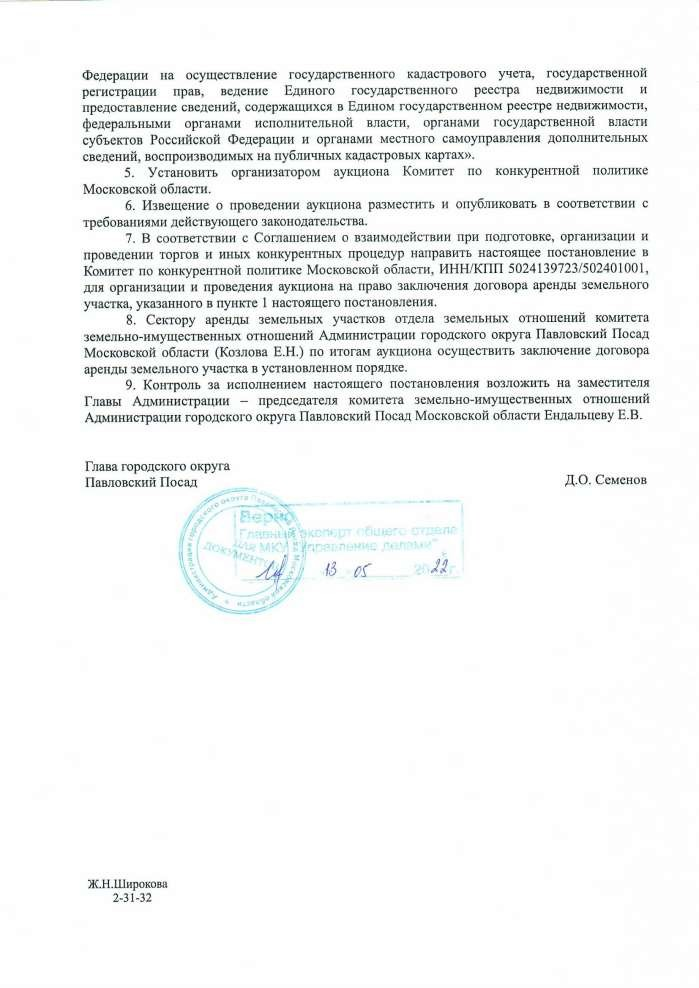 Федерации на осуществление государственного кадастрового учета, государственной
регистрации прав, ведение Единого государственного реестра недвижимости и
предоставление сведений, содержащихся в Едином государственном реестре недвижимости,
федеральными органами исполнительной власти, органами государственной власти
субъектов Российской Федерации и органами местного самоуправления дополнительных
сведений, воспроизводимых на публичных кадастровых картах».
5. Установить организатором аукциона Комитет по конкурентной политике
Московской области.
6. Извещение о проведении аукциона разместить и опубликовать в соответствии с
требованиями действующего законодательства.
7. В соответствии с Соглашением о взаимодействии при подготовке, организации и
проведении торгов и иных конкурентных процедур направить настоящее постановление в
Комитет по конкурентной политике Московской области, ИНН/КПП 5024139723/502401001,
для организации и проведения аукциона на право заключения договора аренды земельного
участка, указанного в пункте 1 настоящего постановления.
8. Сектору аренды земельных участков отдела земельных отношений комитета
земельно-имущественных отношений Администрации городского округа Павловский Посад
Московской области (Козлова Е.Н.) по итогам аукциона осуществить заключение договора
аренды земельного участка в установленном порядке.
9. Контроль за исполнением настоящего постановления возложить на заместителя
Главы Администрации – председателя комитета земельно-имущественных отношений
Администрации городского округа Павловский Посад Московской области Ендальцеву Е.В.
Глава городского округа
Павловский Посад
Д.О. Семенов
Администрация городского округа Московской области
ДЛЯ
ДОКУМЕНТОВ
Верно
Главный эксперт общего отдела
МКУ "Управление делами"
13 05 2022г.
Ж.Н.Широкова
2-31-32